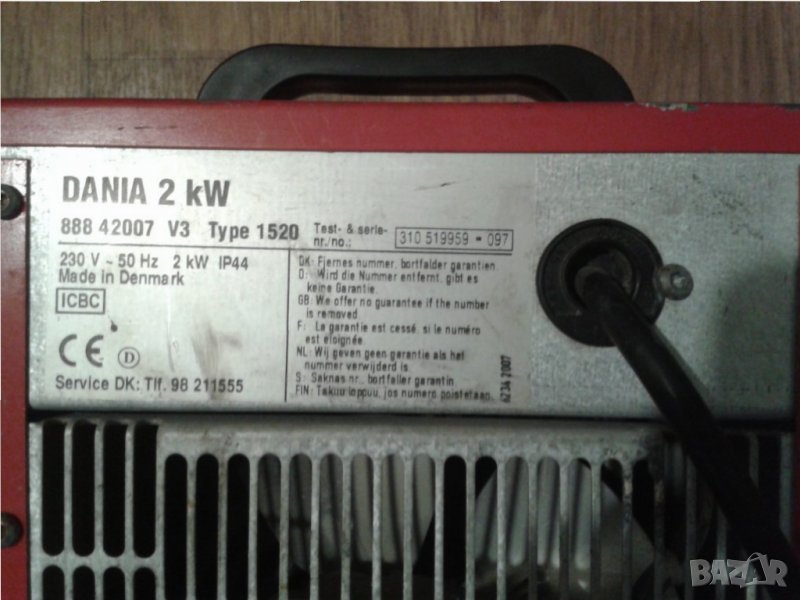 DANIA 2 kW
888 42007 V3 Type 1520
Test- & serie-
nr./no.:
310 519959 - 097
230 V ~ 50 Hz 2 kW IP44
Made in Denmark
ICBC
CE D
Service DK: Tlf. 98 211555
DK: Fjernes nummer, bortfalder garantien
D: Wird die Nummer entfernt, gibt es
keine Garantie.
GB: We offer no guarantee if the number
is removed
F: La garantie est cessé, si le numéro
est eloignée
NL: Wij geven geen garantie als het
nummer verwijderd is
S: Saknas nr., bortfaller garantin
FIN: Takuu loppuu, jos numero poistetaan.
6234 2007
BAZAR